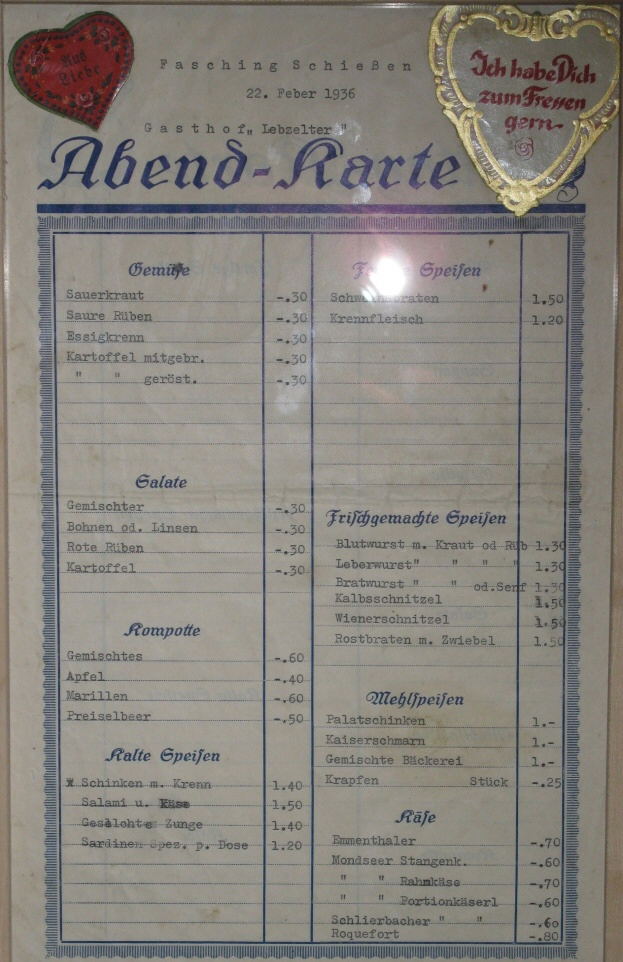 Aus
Liebe
Fasching Schießen
22. Feber 1936
Gasthof „ Lebzelter "
Ich habe Dich
zum Fressen
gern.
Abend-Karte
Gemüse
Sauerkraut -.30
Saure Rüben -.30
Essigkrenn -.30
Kartoffel mitgebr. -.30
" " geröst. -.30
Salate
Gemischter -.30
Bohnen od. Linsen -.30
Rote Rüben -.30
Kartoffel -.30
Kompotte
Gemischtes -.60
Apfel -.40
Marillen -.60
Preiselbeer -.50
Kalte Speisen
Schinken m. Krenn 1.40
Salami u. Käse 1.50
Geselchte Zunge 1.40
Sardinen Spez. p. Dose 1.20
Speisen
Schweinsbraten 1.50
Krennfleisch 1.20
Frischgemachte Speisen
Blutwurst m. Kraut od Rüb 1.30
Leberwurst" " " " 1.30
Bratwurst " " od.Senf 1.30
Kalbsschnitzel 1.50
Wienerschnitzel 1.50
Rostbraten m. Zwiebel 1.50
Mehlspeisen
Palatschinken 1.-
Kaiserschmarn 1.-
Gemischte Bäckerei 1.-
Krapfen Stück -.25
Käse
Emmenthaler -.70
Mondseer Stangenk. -.60
" " Rahmkäse -.70
" " Portionkäserl -.60
Schlierbacher " " -.60
Roquefort -.80